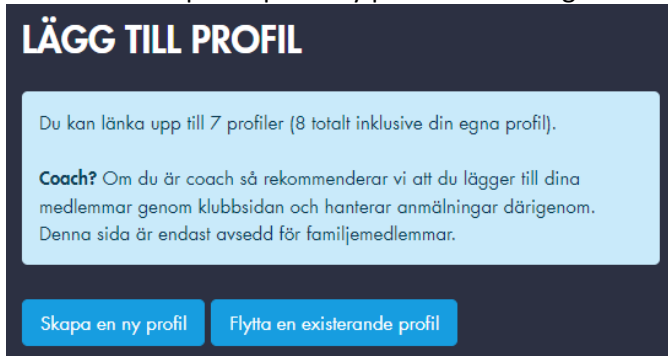 LÄGG TILL PROFIL
Du kan länka upp till 7 profiler (8 totalt inklusive din egna profil).
Coach? Om du är coach så rekommenderar vi att du lägger till dina
medlemmar genom klubbsidan och hanterar anmälningar därigenom.
Denna sida är endast avsedd för familjemedlemmar.
Skapa en ny profil Flytta en existerande profil